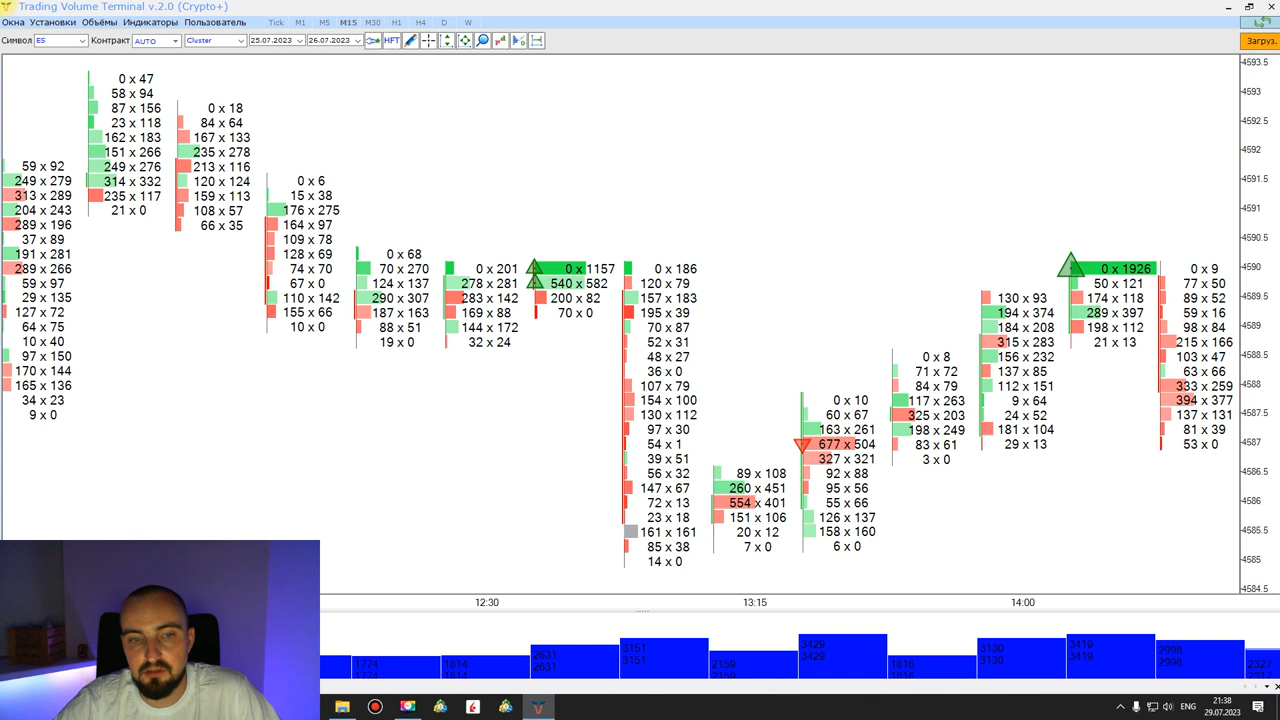 Trading Volume Terminal v.2.0 (Crypto+)
Окна Установки Объёмы Индикаторы Пользователь Tick M1 M5 M15 M30 H1 H4 D W
Символ ES Контракт AUTO Cluster 25.07.2023 26.07.2023 HFT Загруз.
59 x 92
249 x 279
313 x 289
204 x 243
289 x 196
37 x 89
191 x 281
289 x 266
59 x 97
29 x 135
127 x 72
64 x 75
10 x 40
97 x 150
170 x 144
165 x 136
34 x 23
9 x 0
0 x 47
58 x 94
87 x 156
23 x 118
162 x 183
151 x 266
249 x 276
314 x 332
235 x 117
21 x 0
0 x 18
84 x 64
167 x 133
235 x 278
213 x 116
120 x 124
159 x 113
108 x 57
66 x 35
0 x 6
15 x 38
176 x 275
164 x 97
109 x 78
128 x 69
74 x 70
67 x 0
110 x 142
155 x 66
10 x 0
0 x 68
70 x 270
124 x 137
290 x 307
187 x 163
88 x 51
19 x 0
0 x 201
278 x 281
283 x 142
169 x 88
144 x 172
32 x 24
0 x 1157
540 x 582
200 x 82
70 x 0
0 x 186
120 x 79
157 x 183
195 x 39
70 x 87
52 x 31
48 x 27
36 x 0
107 x 79
154 x 100
130 x 112
97 x 30
54 x 1
39 x 51
56 x 32
147 x 67
72 x 13
23 x 18
161 x 161
85 x 38
14 x 0
89 x 108
260 x 451
554 x 401
151 x 106
20 x 12
7 x 0
0 x 10
60 x 67
163 x 261
677 x 504
327 x 321
92 x 88
95 x 56
55 x 66
126 x 137
158 x 160
6 x 0
0 x 8
71 x 72
84 x 79
117 x 263
325 x 203
198 x 249
83 x 61
3 x 0
130 x 93
194 x 374
184 x 208
315 x 283
156 x 232
137 x 85
112 x 151
9 x 64
24 x 52
181 x 104
29 x 13
0 x 1926
50 x 121
174 x 118
289 x 397
198 x 112
21 x 13
0 x 9
77 x 50
89 x 52
59 x 16
98 x 84
215 x 166
103 x 47
63 x 66
333 x 259
394 x 377
137 x 131
81 x 39
53 x 0
4593.5
4593
4592.5
4592
4591.5
4591
4590.5
4590
4589.5
4589
4588.5
4588
4587.5
4587
4586.5
4586
4585.5
4585
4584.5
12:30 13:15 14:00
1774 1814 2631 3151 2159 3429 1816 3130 3419 2998 2327
1774 1814 2631 3151 2159 3429 1816 3130 3419 2998
ENG 21:38
29.07.2023